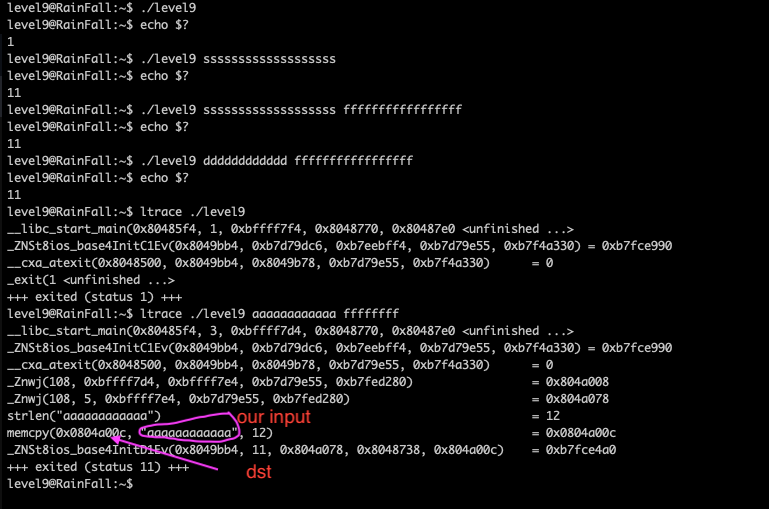 level9@RainFall:~$ ./level9
level9@RainFall:~$ echo $?
1
level9@RainFall:~$ ./level9 sssssssssssssssssss
level9@RainFall:~$ echo $?
11
level9@RainFall:~$ ./level9 sssssssssssssssssss fffffffffffffffff
level9@RainFall:~$ echo $?
11
level9@RainFall:~$ ./level9 dddddddddddd fffffffffffffffff
level9@RainFall:~$ echo $?
11
level9@RainFall:~$ ltrace ./level9
__libc_start_main(0x80485f4, 1, 0xbffff7f4, 0x8048770, 0x80487e0 <unfinished ...>
_ZNSt8ios_base4InitC1Ev(0x8049bb4, 0xb7d79dc6, 0xb7eebff4, 0xb7d79e55, 0xb7f4a330) = 0xb7fce990
__cxa_atexit(0x8048500, 0x8049bb4, 0x8049b78, 0xb7d79e55, 0xb7f4a330) = 0
_exit(1 <unfinished ...>
+++ exited (status 1) +++
level9@RainFall:~$ ltrace ./level9 aaaaaaaaaaaa ffffffff
__libc_start_main(0x80485f4, 3, 0xbffff7d4, 0x8048770, 0x80487e0 <unfinished ...>
_ZNSt8ios_base4InitC1Ev(0x8049bb4, 0xb7d79dc6, 0xb7eebff4, 0xb7d79e55, 0xb7f4a330) = 0xb7fce990
__cxa_atexit(0x8048500, 0x8049bb4, 0x8049b78, 0xb7d79e55, 0xb7f4a330) = 0
_Znwj(108, 0xbffff7d4, 0xbffff7e4, 0xb7d79e55, 0xb7fed280) = 0x804a008
_Znwj(108, 5, 0xbffff7e4, 0xb7d79e55, 0xb7fed280) = 0x804a078
strlen("aaaaaaaaaaaa") = 12
our input
memcpy(0x0804a00c, "aaaaaaaaaaaa", 12) = 0x0804a00c
_ZNSt8ios_base4InitD1Ev(0x8049bb4, 11, 0x804a078, 0x8048738, 0x804a00c) = 0xb7fce4a0
+++ exited (status 11) +++
dst
level9@RainFall:~$